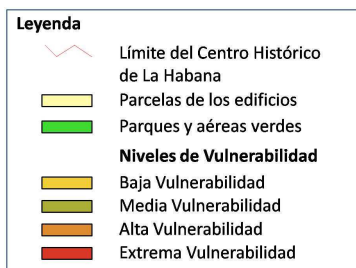 Leyenda
Límite del Centro Histórico
de La Habana
Parcelas de los edificios
Parques y aéreas verdes
Niveles de Vulnerabilidad
Baja Vulnerabilidad
Media Vulnerabilidad
Alta Vulnerabilidad
Extrema Vulnerabilidad